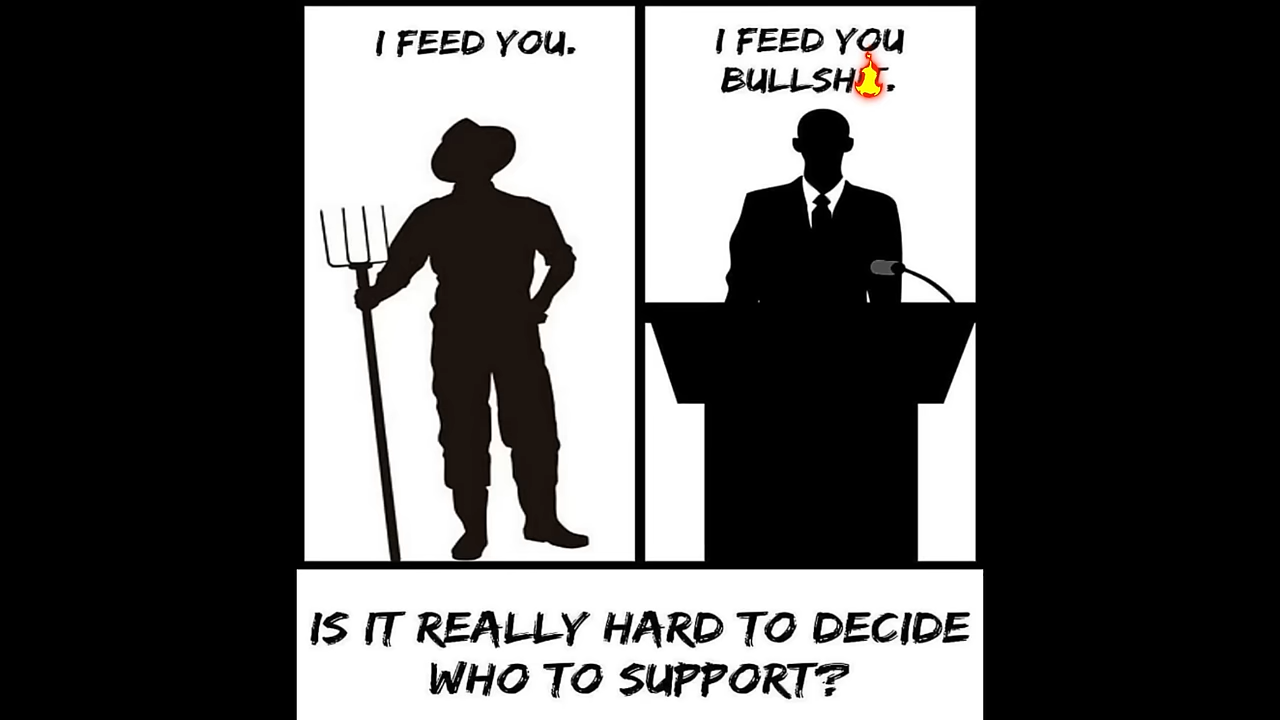 I FEED YOU.
I FEED YOU
BULLSH🔥T.
IS IT REALLY HARD TO DECIDE
WHO TO SUPPORT?